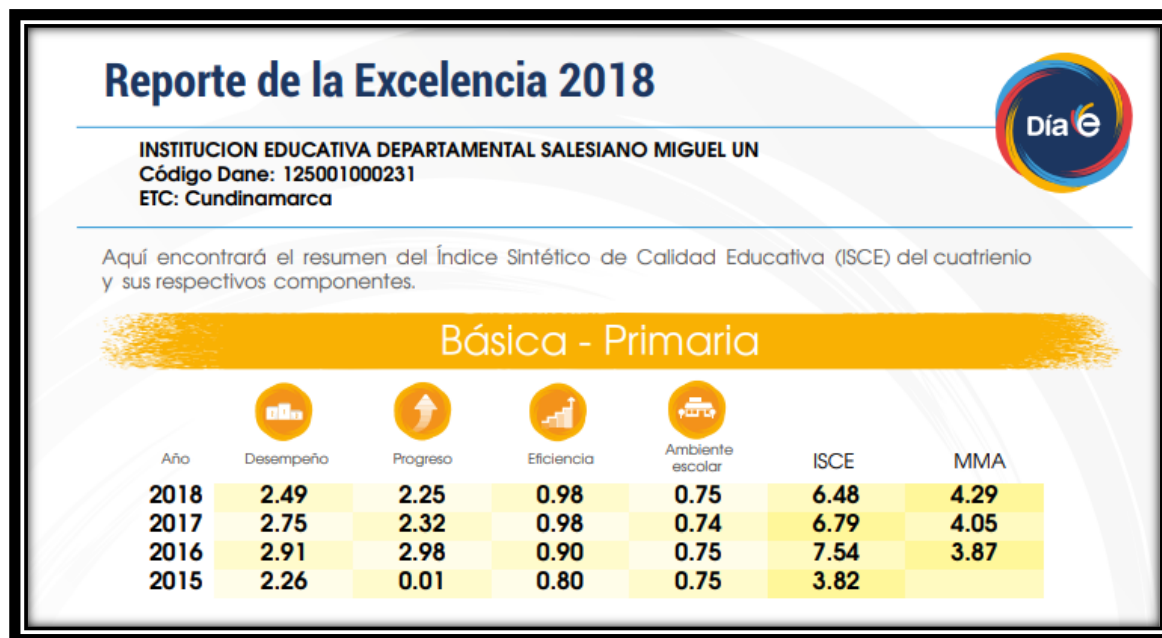 Reporte de la Excelencia 2018
Día é
INSTITUCION EDUCATIVA DEPARTAMENTAL SALESIANO MIGUEL UN
Código Dane: 125001000231
ETC: Cundinamarca
Aquí encontrará el resumen del Índice Sintético de Calidad Educativa (ISCE) del cuatrienio
y sus respectivos componentes.
Básica - Primaria
Año Desempeño Progreso Eficiencia Ambiente escolar ISCE MMA
2018 2.49 2.25 0.98 0.75 6.48 4.29
2017 2.75 2.32 0.98 0.74 6.79 4.05
2016 2.91 2.98 0.90 0.75 7.54 3.87
2015 2.26 0.01 0.80 0.75 3.82